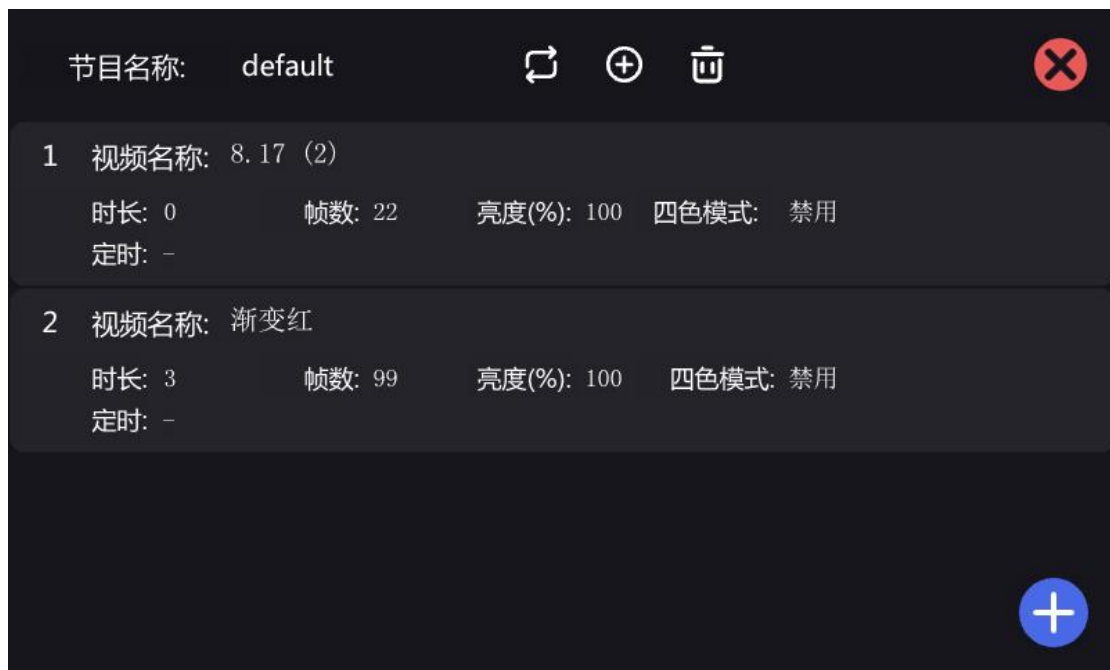 节目名称: default
1 视频名称: 8.17 (2)
时长: 0 帧数: 22 亮度(%): 100 四色模式: 禁用
定时: -
2 视频名称: 渐变红
时长: 3 帧数: 99 亮度(%): 100 四色模式: 禁用
定时: -